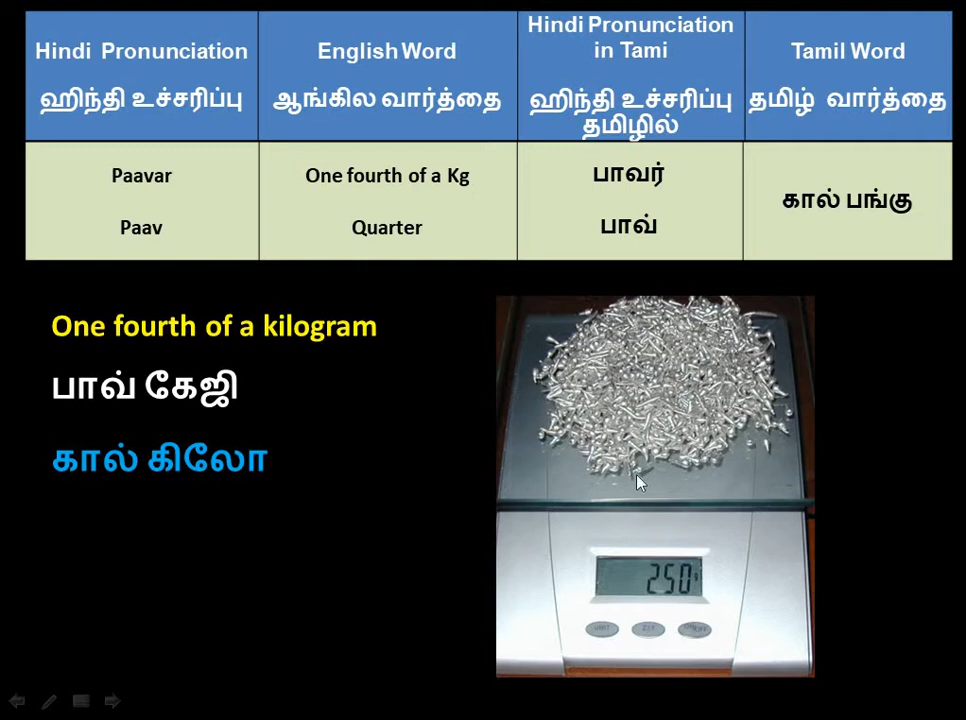 Hindi Pronunciation
ஹிந்தி உச்சரிப்பு
English Word
ஆங்கில வார்த்தை
Hindi Pronunciation
in Tami
ஹிந்தி உச்சரிப்பு
தமிழில்
Tamil Word
தமிழ் வார்த்தை
Paavar
One fourth of a Kg
பாவர்
கால் பங்கு
Paav
Quarter
பாவ்
One fourth of a kilogram
பாவ் கேஜி
கால் கிலோ
250